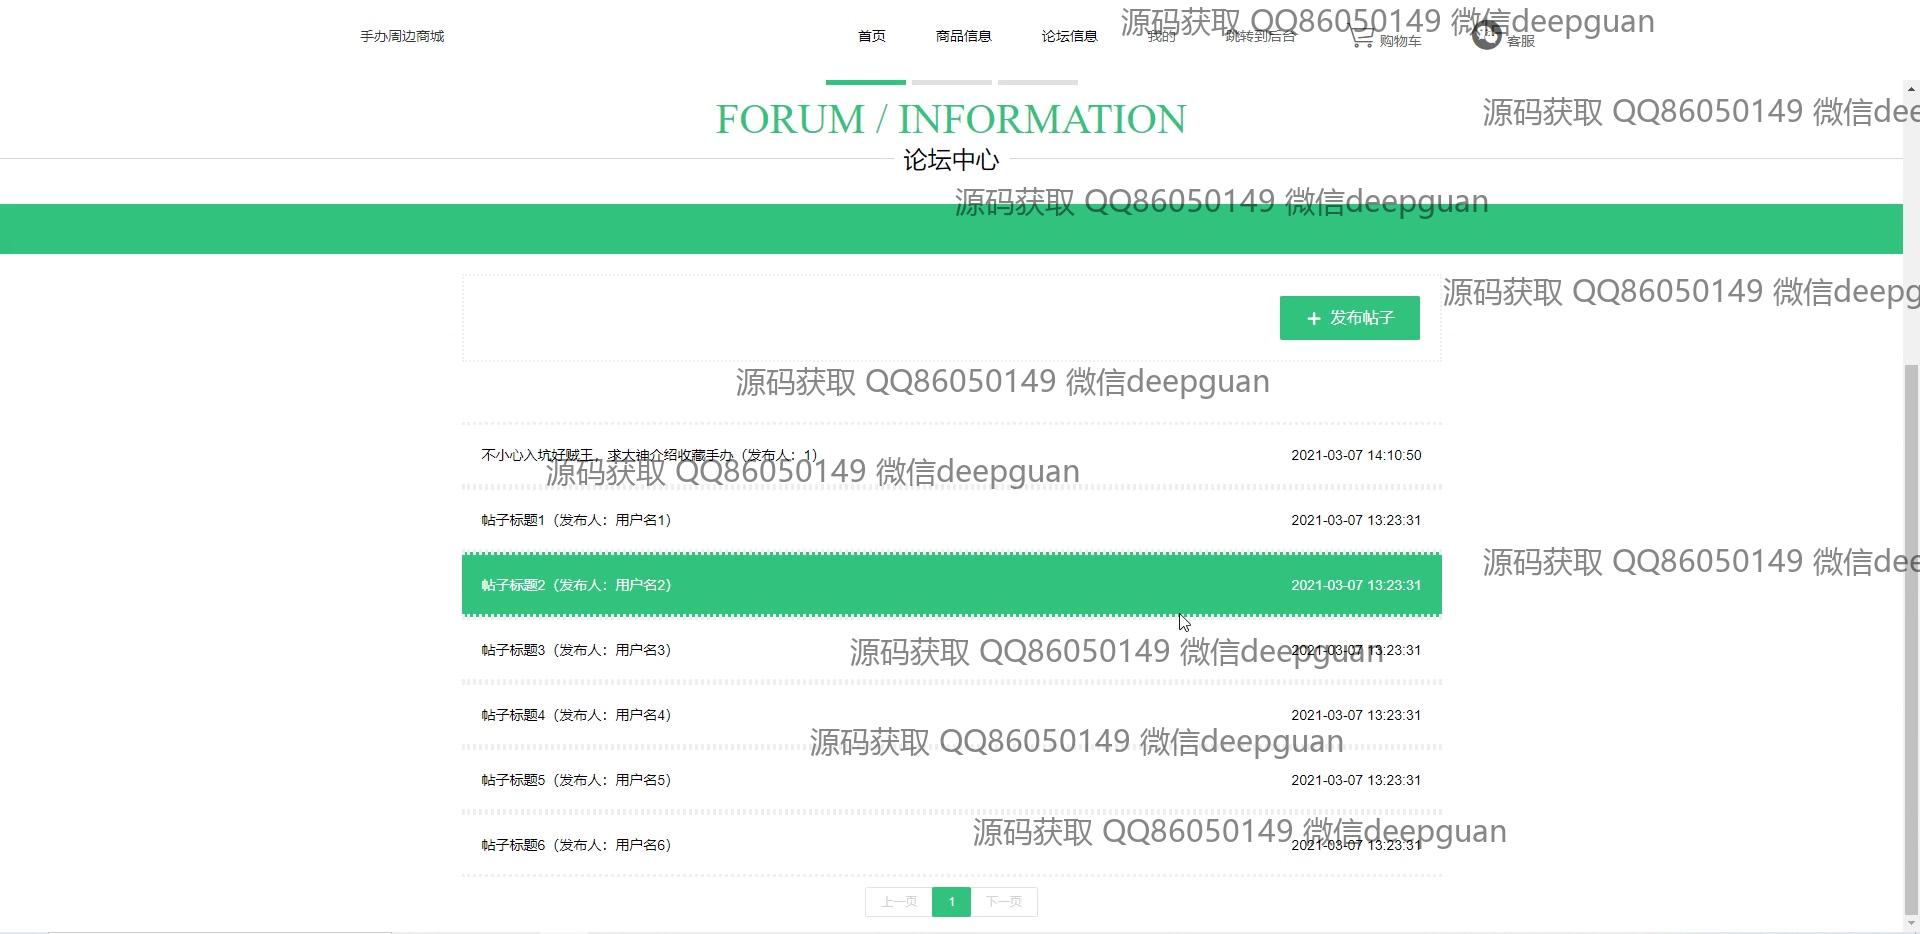 手办周边商城
首页
商品信息
论坛信息
我的
跳转到后台
购物车
客服
源码获取 QQ86050149 微信deepguan
源码获取 QQ86050149 微信dee
FORUM / INFORMATION
论坛中心
源码获取 QQ86050149 微信deepguan
源码获取 QQ86050149 微信deepg
+ 发布帖子
源码获取 QQ86050149 微信deepguan
不小心入坑好贼王，求大神介绍收藏手办（发布人：1） 2021-03-07 14:10:50
源码获取 QQ86050149 微信deepguan
帖子标题1（发布人：用户名1） 2021-03-07 13:23:31
源码获取 QQ86050149 微信dee
帖子标题2（发布人：用户名2） 2021-03-07 13:23:31
帖子标题3（发布人：用户名3） 2021-03-07 13:23:31
源码获取 QQ86050149 微信deepguan
帖子标题4（发布人：用户名4） 2021-03-07 13:23:31
源码获取 QQ86050149 微信deepguan
帖子标题5（发布人：用户名5） 2021-03-07 13:23:31
源码获取 QQ86050149 微信deepguan
帖子标题6（发布人：用户名6） 2021-03-07 13:23:31
上一页 1 下一页